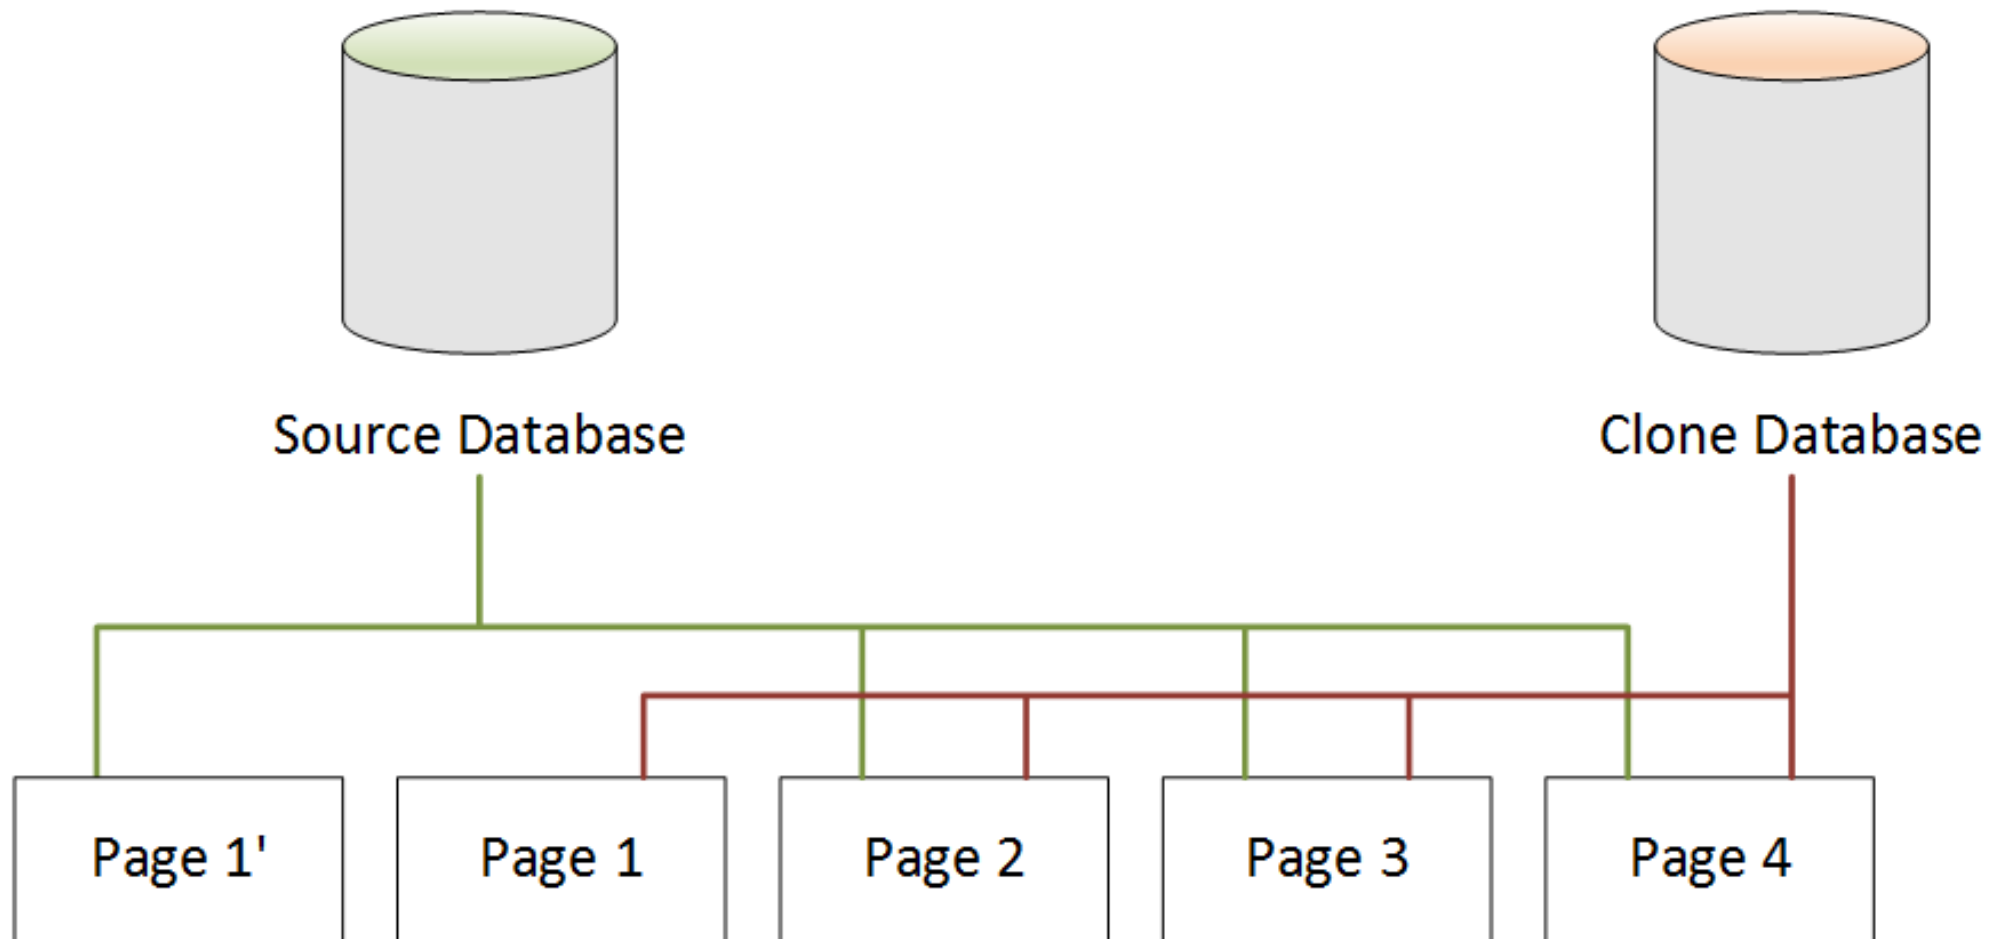 Source Database
Clone Database
Page 1'
Page 1
Page 2
Page 3
Page 4